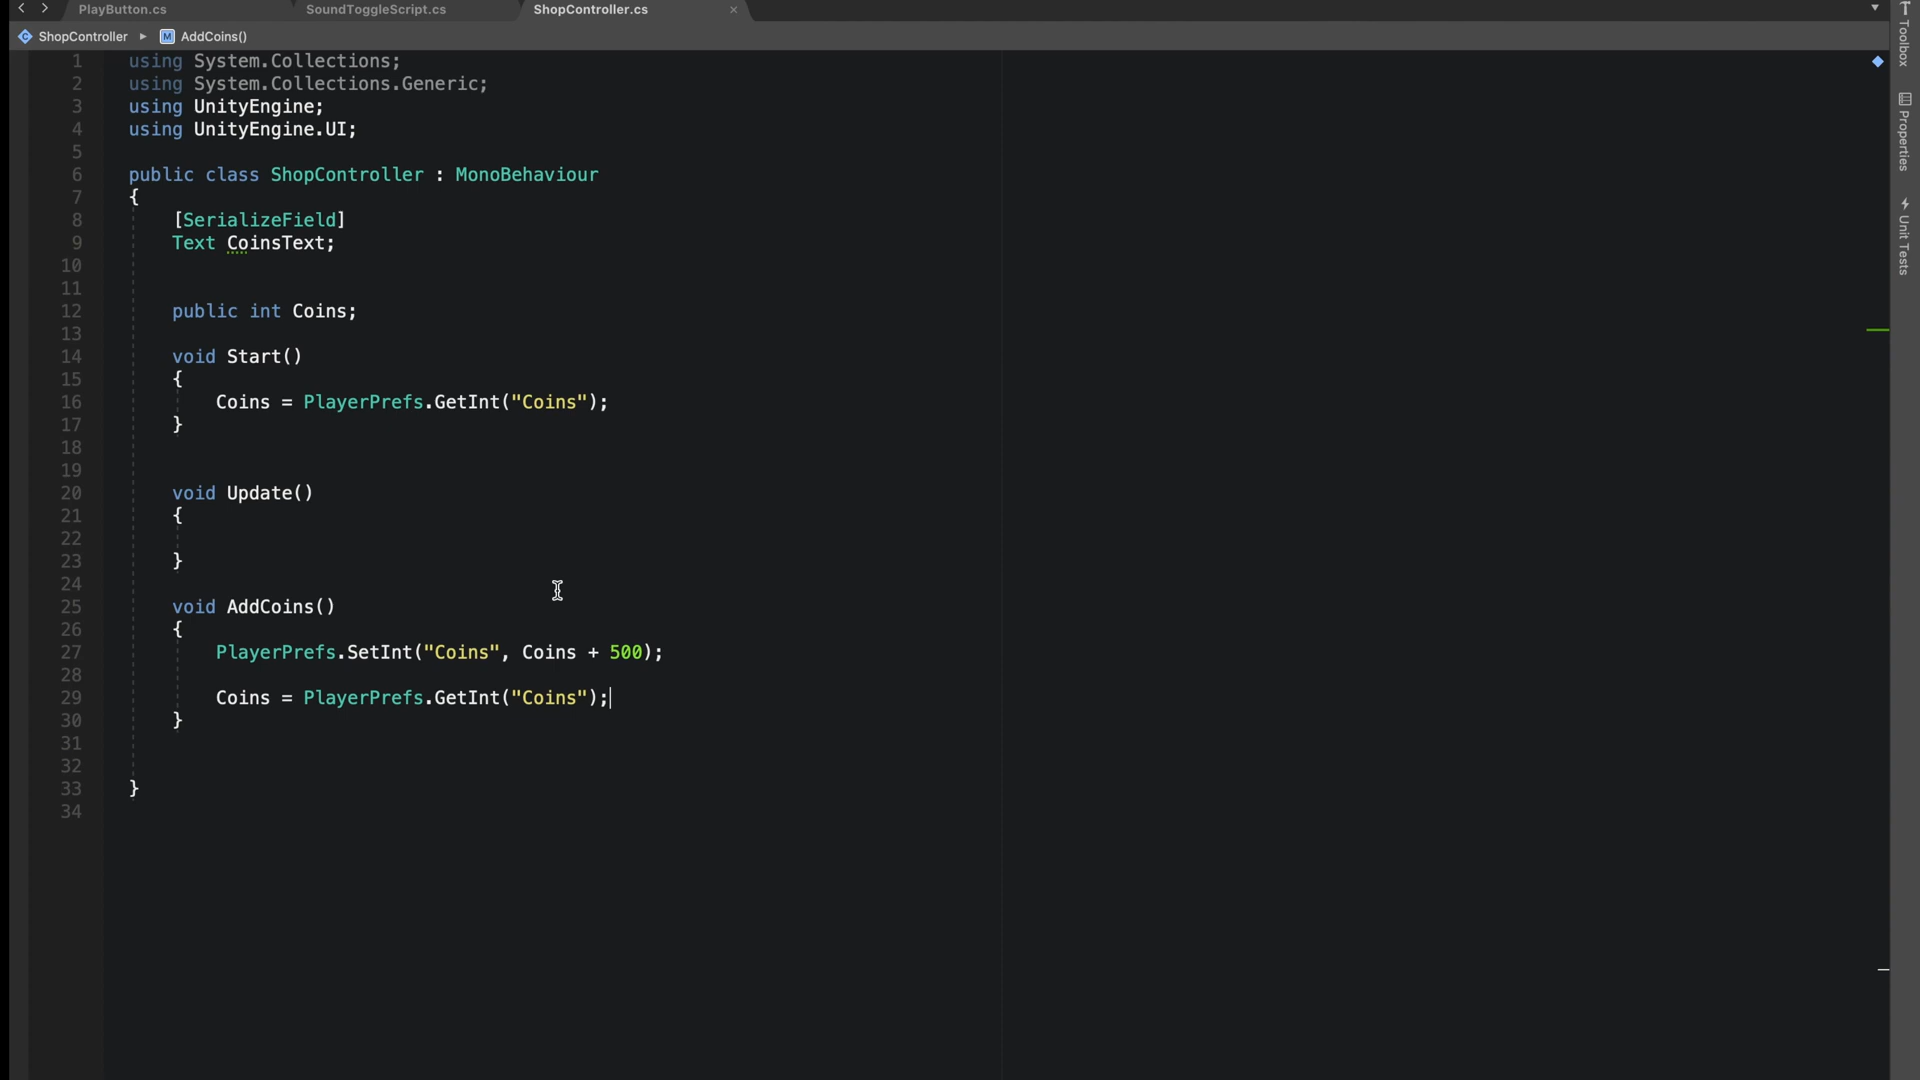 PlayButton.cs SoundToggleScript.cs ShopController.cs
ShopController AddCoins()
1 using System.Collections;
2 using System.Collections.Generic;
3 using UnityEngine;
4 using UnityEngine.UI;
5
6 public class ShopController : MonoBehaviour
7 {
8 [SerializeField]
9 Text CoinsText;
10
11
12 public int Coins;
13
14 void Start()
15 {
16 Coins = PlayerPrefs.GetInt("Coins");
17 }
18
19
20 void Update()
21 {
22
23 }
24
25 void AddCoins()
26 {
27 PlayerPrefs.SetInt("Coins", Coins + 500);
28
29 Coins = PlayerPrefs.GetInt("Coins");
30 }
31
32
33 }
34
Toolbox
Properties
Unit Tests